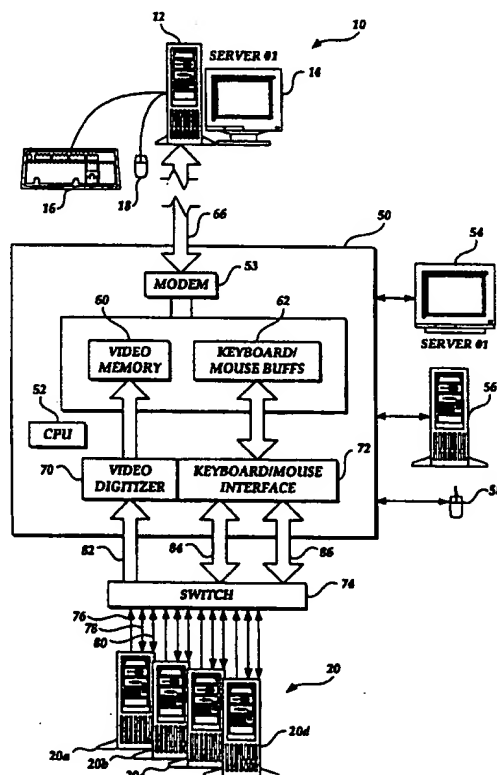 12
10
SERVER #1
14
16
18
66
50
54
MODEM
53
60
62
SERVER #1
VIDEO
MEMORY
KEYBOARD/
MOUSE BUFFS
56
52
CPU
70
72
VIDEO
DIGITIZER
KEYBOARD/MOUSE
INTERFACE
82
84
86
SWITCH
74
76
78
80
20
20a
20b
20d